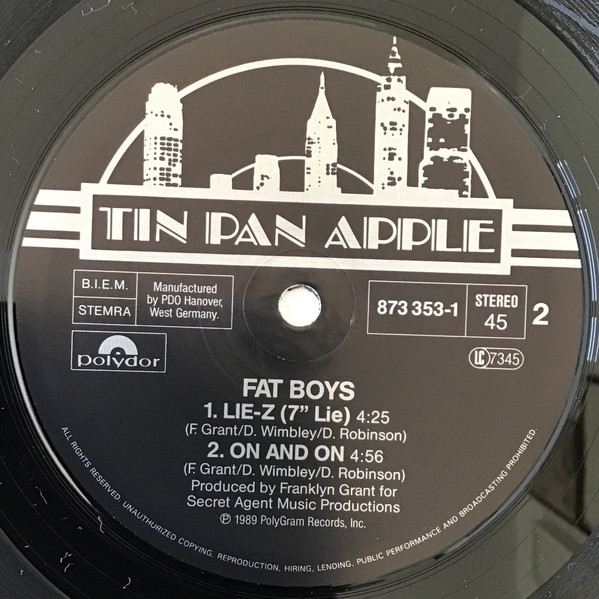 TIN PAN APPLE
B.I.E.M.
STEMRA
Manufactured
by PDO Hanover,
West Germany.
873 353-1
STEREO
45
2
polydor
LC 7345
FAT BOYS
1. LIE-Z (7” Lie) 4:25
(F. Grant/D. Wimbley/D. Robinson)
2. ON AND ON 4:56
(F. Grant/D. Wimbley/D. Robinson)
Produced by Franklyn Grant for
Secret Agent Music Productions
℗ 1989 PolyGram Records, Inc.
ALL RIGHTS RESERVED. UNAUTHORIZED COPYING, REPRODUCTION, HIRING, LENDING, PUBLIC PERFORMANCE AND BROADCASTING PROHIBITED.